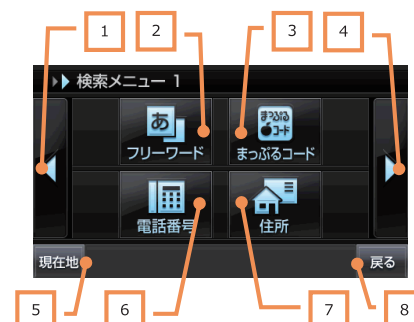 1 2 3 4
検索メニュー 1
あ
まっぷる
コード
フリーワード まっぷるコード
電話番号 住所
現在地 戻る
5 6 7 8